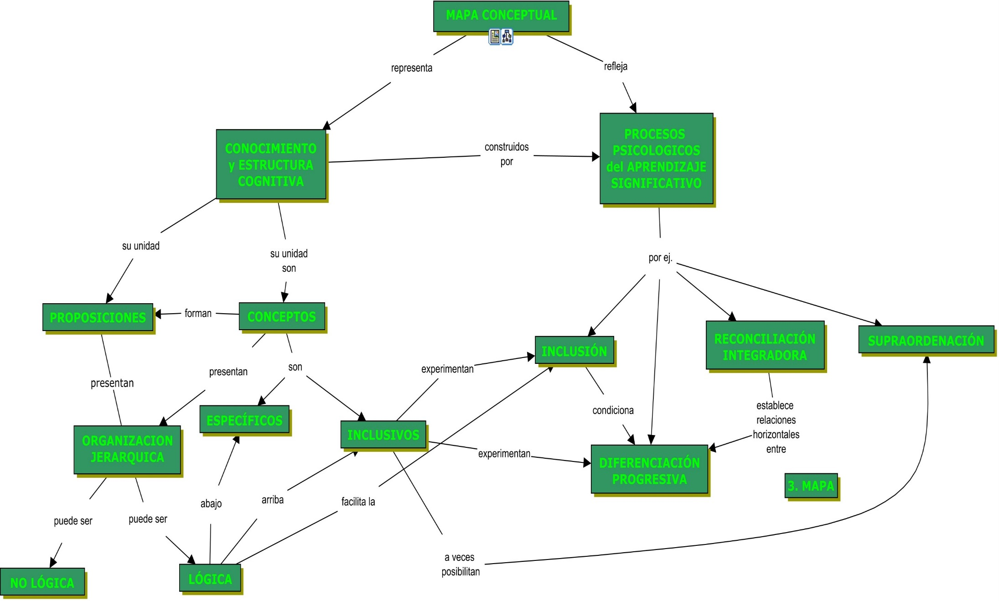 MAPA CONCEPTUAL
representa
refleja
CONOCIMIENTO
y ESTRUCTURA
COGNITIVA
construidos
por
PROCESOS
PSICOLOGICOS
del APRENDIZAJE
SIGNIFICATIVO
su unidad
su unidad
son
por ej.
PROPOSICIONES
forman
CONCEPTOS
INCLUSIÓN
RECONCILIACIÓN
INTEGRADORA
SUPRAORDENACIÓN
presentan
presentan
son
experimentan
condiciona
establece
relaciones
horizontales
entre
ORGANIZACION
JERARQUICA
ESPECÍFICOS
INCLUSIVOS
experimentan
DIFERENCIACIÓN
PROGRESIVA
3. MAPA
puede ser
puede ser
abajo
arriba
facilita la
a veces
posibilitan
NO LÓGICA
LÓGICA